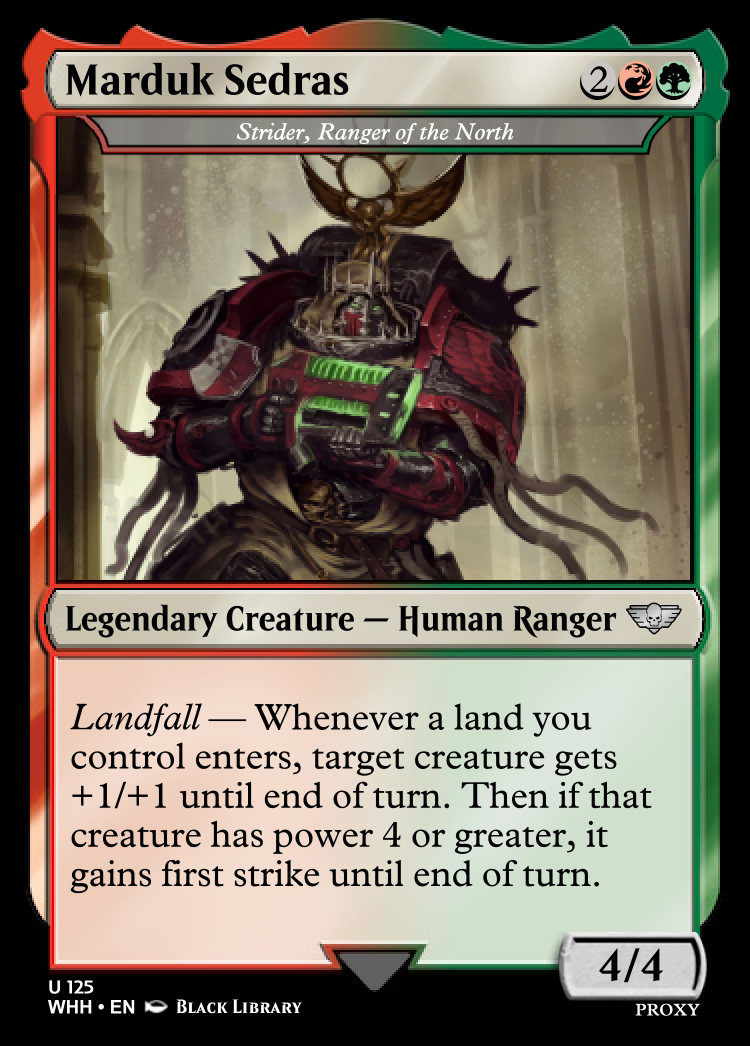 Marduk Sedras 2
Strider, Ranger of the North
Legendary Creature — Human Ranger
Landfall — Whenever a land you
control enters, target creature gets
+1/+1 until end of turn. Then if that
creature has power 4 or greater, it
gains first strike until end of turn.
4/4
U 125
WHH • EN Black Library
PROXY